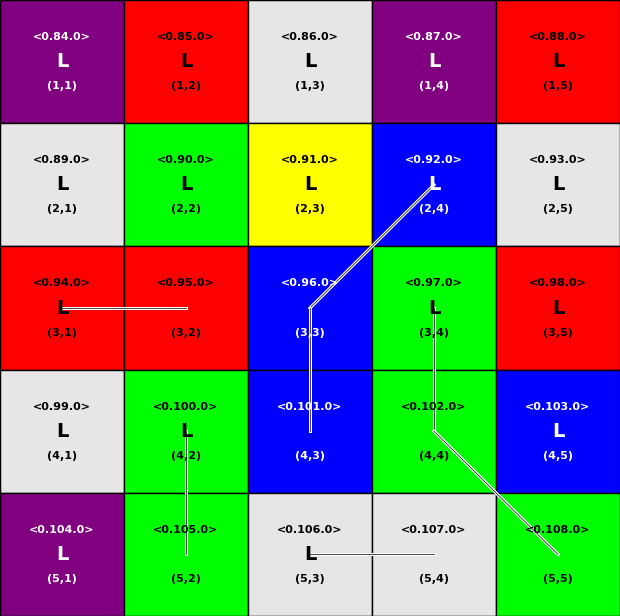 <0.84.0> <0.85.0> <0.86.0> <0.87.0> <0.88.0>
L L L L L
(1,1) (1,2) (1,3) (1,4) (1,5)
<0.89.0> <0.90.0> <0.91.0> <0.92.0> <0.93.0>
L L L L L
(2,1) (2,2) (2,3) (2,4) (2,5)
<0.94.0> <0.95.0> <0.96.0> <0.97.0> <0.98.0>
L L L
(3,1) (3,2) (3,3) (3,4) (3,5)
<0.99.0> <0.100.0> <0.101.0> <0.102.0> <0.103.0>
L L L
(4,1) (4,2) (4,3) (4,4) (4,5)
<0.104.0> <0.105.0> <0.106.0> <0.107.0> <0.108.0>
L L
(5,1) (5,2) (5,3) (5,4) (5,5)